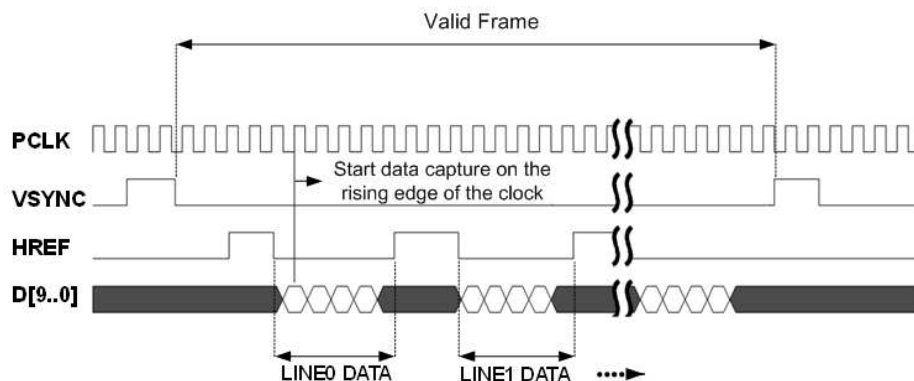 Valid Frame
PCLK
Start data capture on the
rising edge of the clock
VSYNC
HREF
D[9..0]
LINE0 DATA
LINE1 DATA